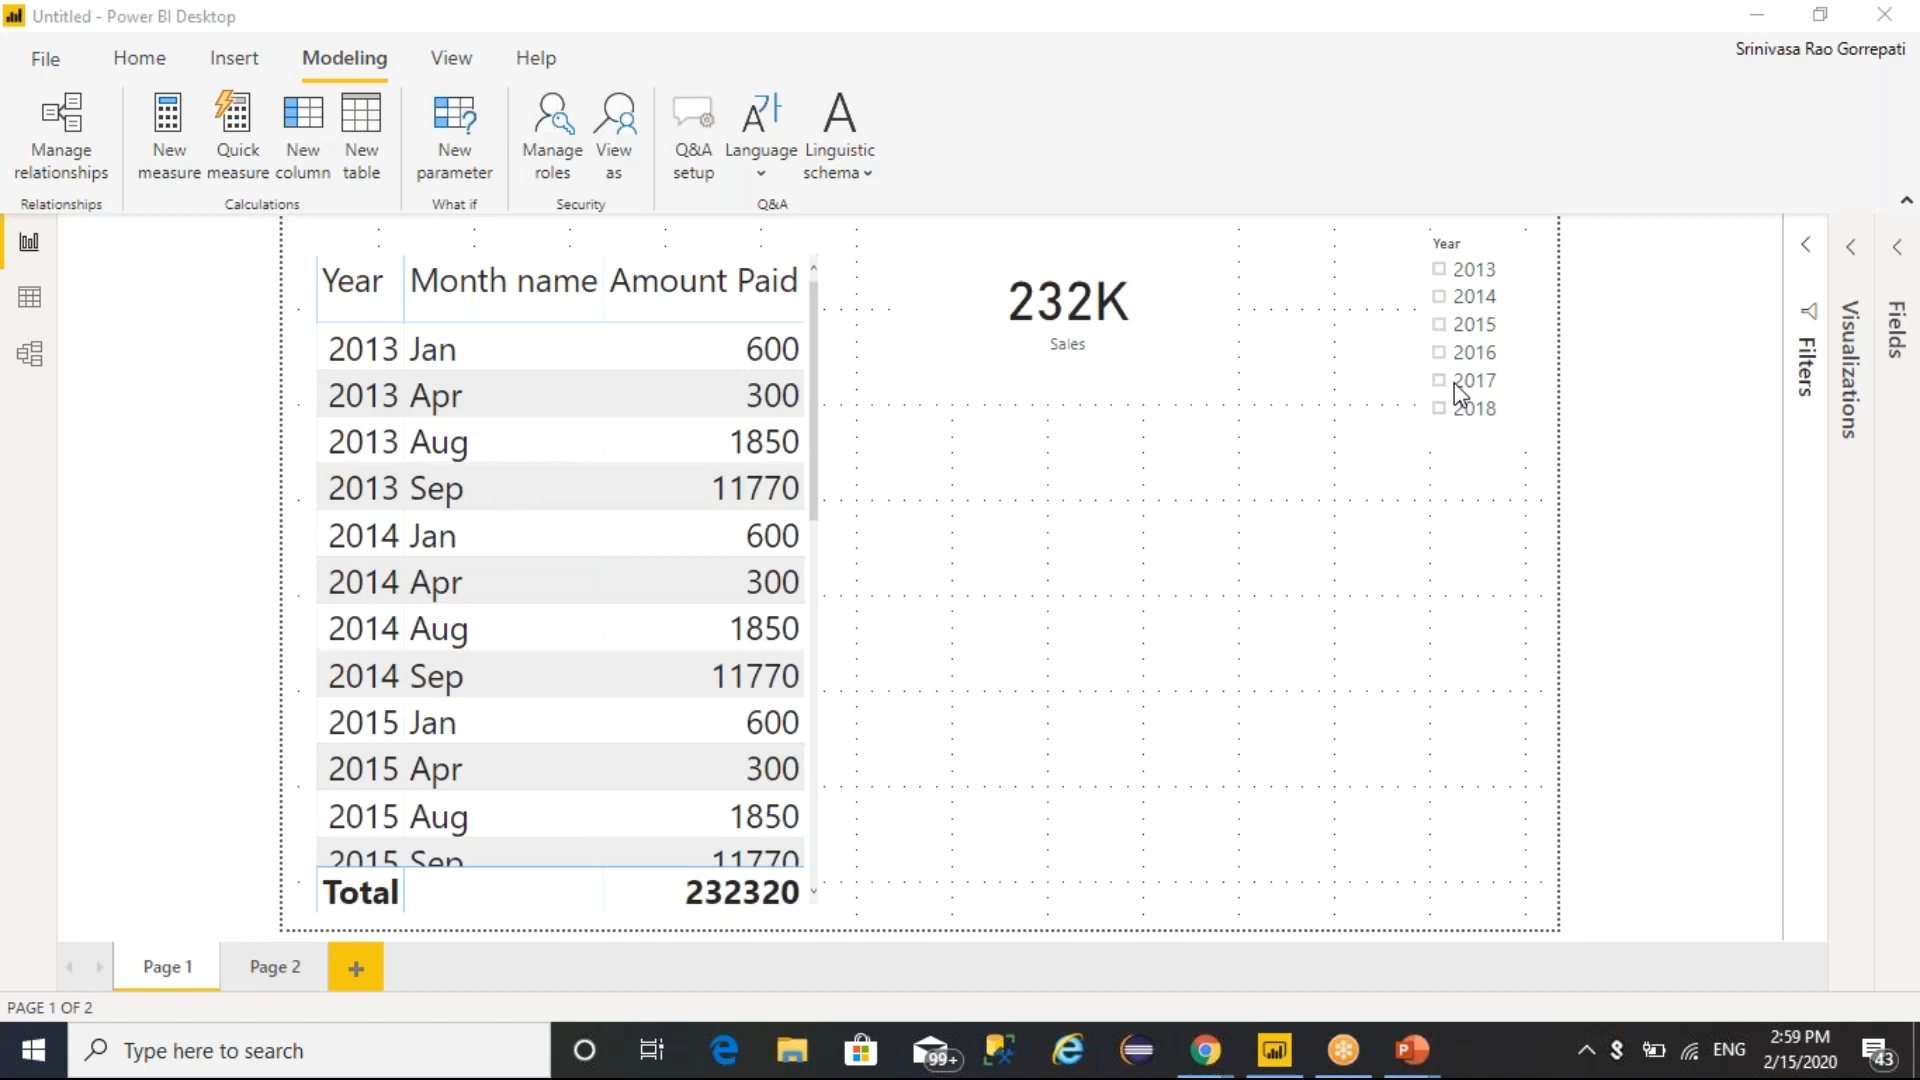 Untitled - Power BI Desktop
Srinivasa Rao Gorrepati
File Home Insert Modeling View Help
Manage relationships
New measure
Quick measure
New column
New table
New parameter
Manage roles
View as
Q&A setup
Language
Linguistic schema
Relationships
Calculations
What if
Security
Q&A
Year Month name Amount Paid
2013 Jan 600
2013 Apr 300
2013 Aug 1850
2013 Sep 11770
2014 Jan 600
2014 Apr 300
2014 Aug 1850
2014 Sep 11770
2015 Jan 600
2015 Apr 300
2015 Aug 1850
2015 Sep 11770
Total 232320
232K
Sales
Year
2013
2014
2015
2016
2017
2018
Filters
Visualizations
Fields
Page 1
Page 2
PAGE 1 OF 2
Type here to search
99+
ENG
2:59 PM
2/15/2020
43